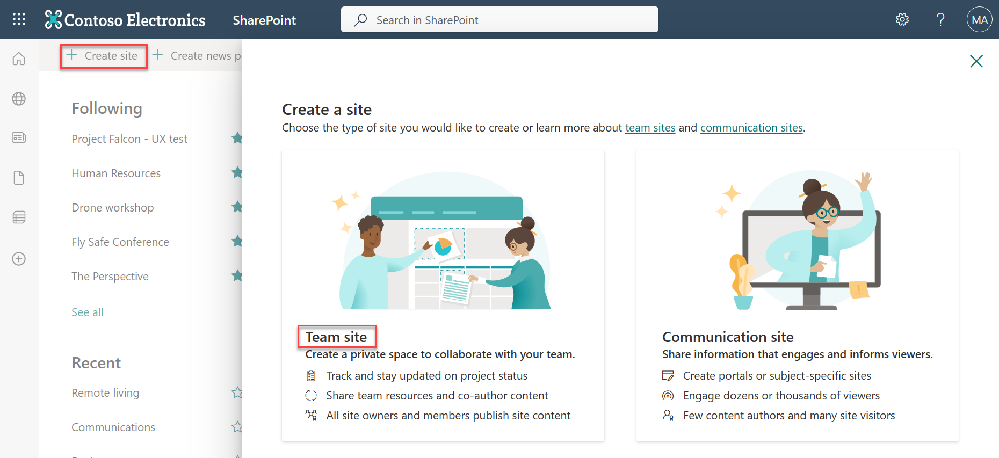 Contoso Electronics
SharePoint
Search in SharePoint
MA
Create site
Create news p
Following
Project Falcon - UX test
Human Resources
Drone workshop
Fly Safe Conference
The Perspective
See all
Recent
Remote living
Communications
Create a site
Choose the type of site you would like to create or learn more about team sites and communication sites.
Team site
Create a private space to collaborate with your team.
Track and stay updated on project status
Share team resources and co-author content
All site owners and members publish site content
Communication site
Share information that engages and informs viewers.
Create portals or subject-specific sites
Engage dozens or thousands of viewers
Few content authors and many site visitors